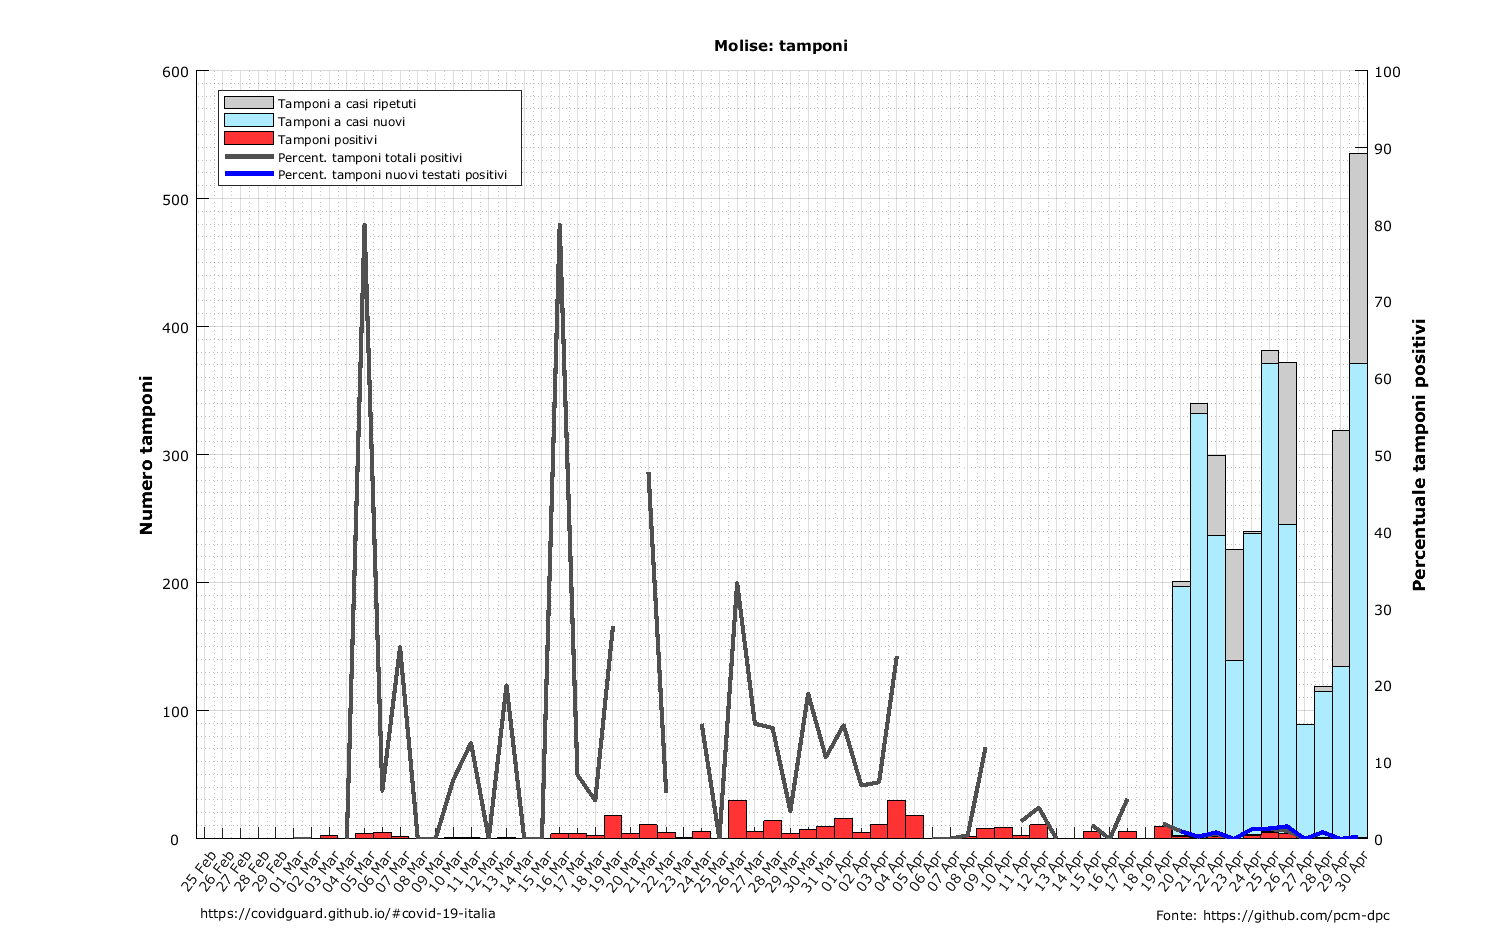 Molise: tamponi
600
500
400
300
200
100
0
Numero tamponi
Tamponi a casi ripetuti
Tamponi a casi nuovi
Tamponi positivi
Percent. tamponi totali positivi
Percent. tamponi nuovi testati positivi
100
90
80
70
60
50
40
30
20
10
0
Percentuale tamponi positivi
25 Feb
26 Feb
27 Feb
28 Feb
29 Feb
01 Mar
02 Mar
03 Mar
04 Mar
05 Mar
06 Mar
07 Mar
08 Mar
09 Mar
10 Mar
11 Mar
12 Mar
13 Mar
14 Mar
15 Mar
16 Mar
17 Mar
18 Mar
19 Mar
20 Mar
21 Mar
22 Mar
23 Mar
24 Mar
25 Mar
26 Mar
27 Mar
28 Mar
29 Mar
30 Mar
31 Mar
01 Apr
02 Apr
03 Apr
04 Apr
05 Apr
06 Apr
07 Apr
08 Apr
09 Apr
10 Apr
11 Apr
12 Apr
13 Apr
14 Apr
15 Apr
16 Apr
17 Apr
18 Apr
19 Apr
20 Apr
21 Apr
22 Apr
23 Apr
24 Apr
25 Apr
26 Apr
27 Apr
28 Apr
29 Apr
30 Apr
https://covidguard.github.io/#covid-19-italia
Fonte: https://github.com/pcm-dpc